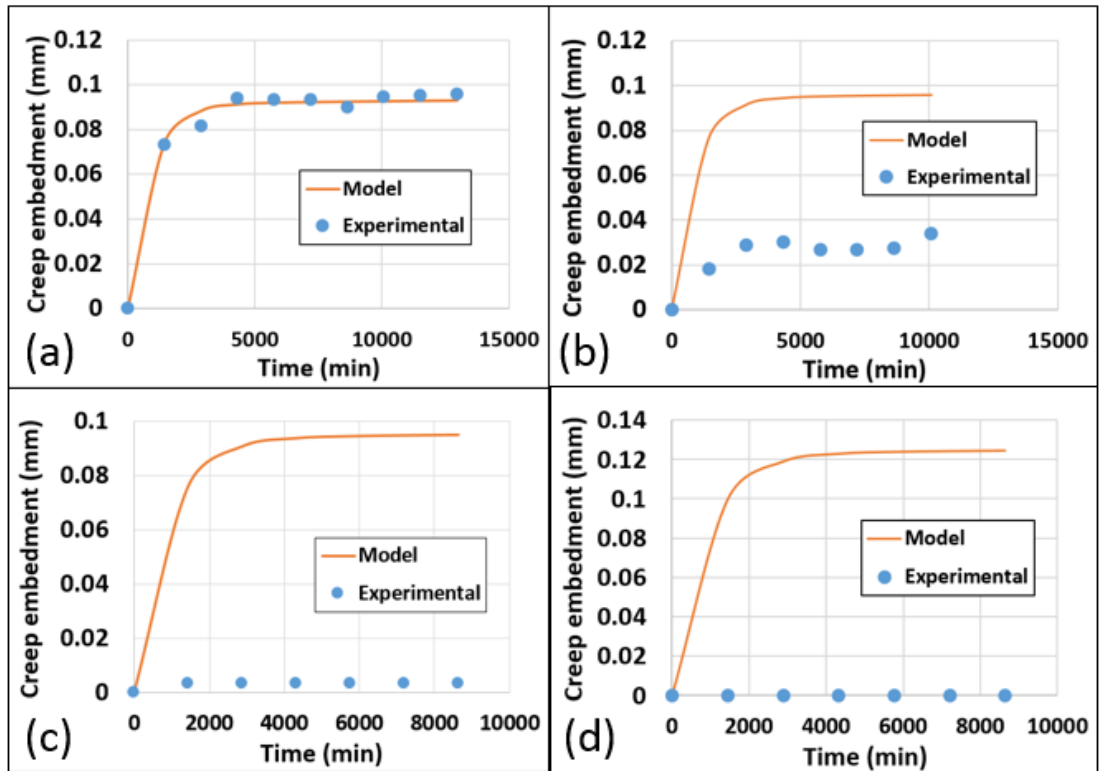 0.12
0.1
0.08
0.06
0.04
0.02
0
Creep embedment (mm)
Model
Experimental
0 5000 10000 15000
Time (min)
(a)
0.12
0.1
0.08
0.06
0.04
0.02
0
Creep embedment (mm)
Model
Experimental
0 5000 10000 15000
Time (min)
(b)
0.1
0.08
0.06
0.04
0.02
0
Creep embedment (mm)
Model
Experimental
0 2000 4000 6000 8000 10000
Time (min)
(c)
0.14
0.12
0.1
0.08
0.06
0.04
0.02
0
Creep embedment (mm)
Model
Experimental
0 2000 4000 6000 8000 10000
Time (min)
(d)